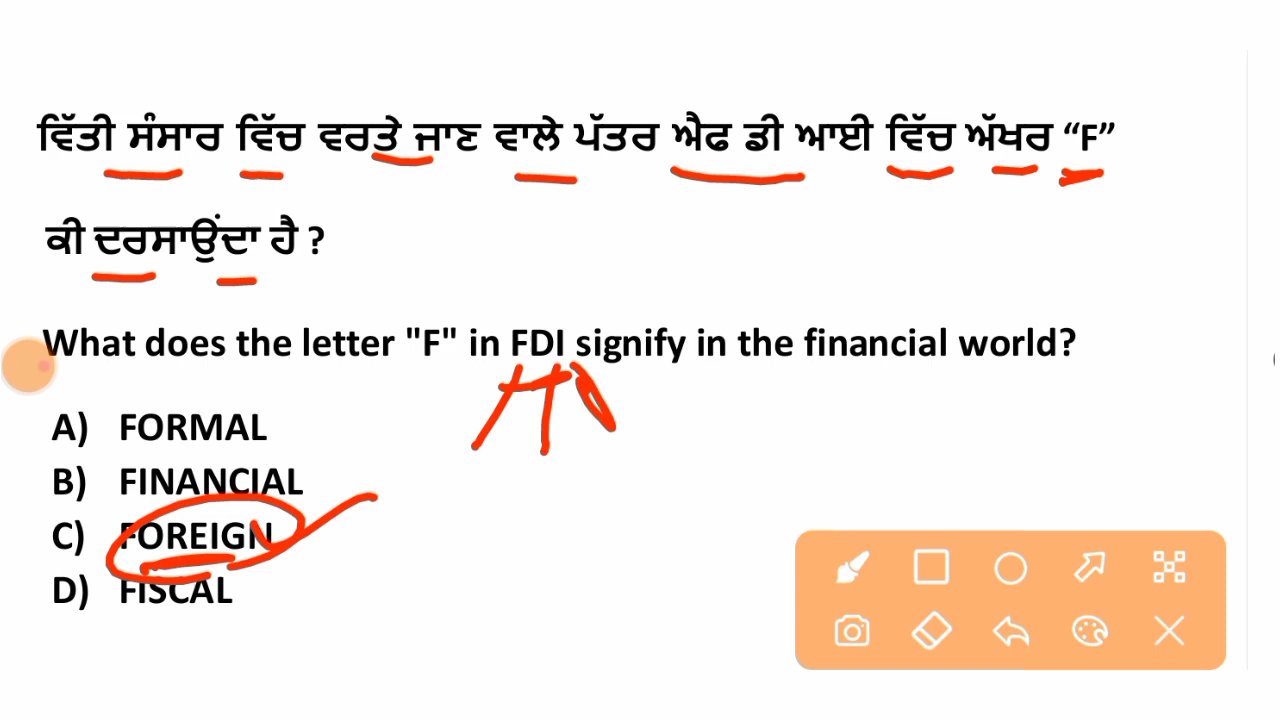 ਵਿੱਤੀ ਸੰਸਾਰ ਵਿੱਚ ਵਰਤੇ ਜਾਣ ਵਾਲੇ ਪੱਤਰ ਐਫ ਡੀ ਆਈ ਵਿੱਚ ਅੱਖਰ “F”
ਕੀ ਦਰਸਾਉਂਦਾ ਹੈ ?
What does the letter "F" in FDI signify in the financial world?
A) FORMAL
B) FINANCIAL
C) FOREIGN
D) FISCAL